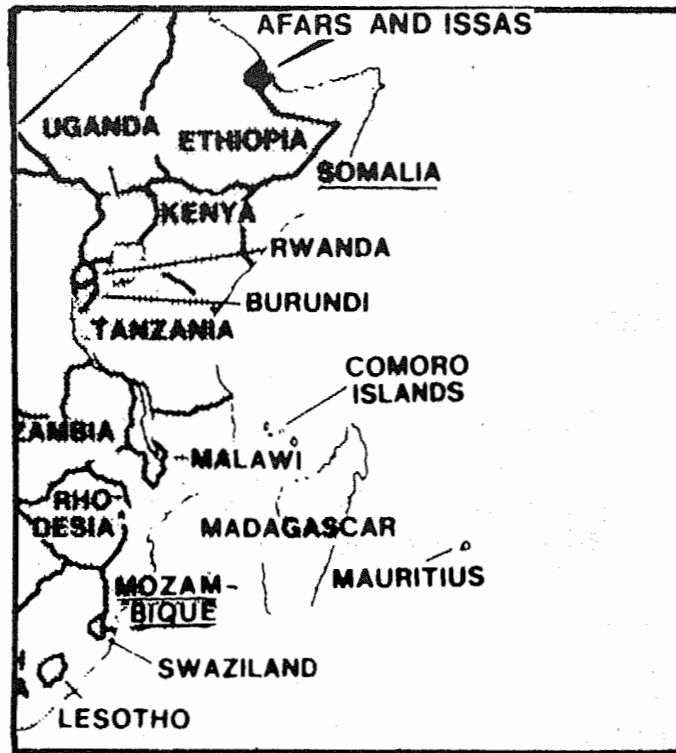 AFARS AND ISSAS
UGANDA
ETHIOPIA
SOMALIA
KENYA
RWANDA
BURUNDI
TANZANIA
COMORO
ISLANDS
ZAMBIA
MALAWI
RHO-
DESIA
MADAGASCAR
MAURITIUS
MOZAM-
BIQUE
SWAZILAND
H
A
LESOTHO